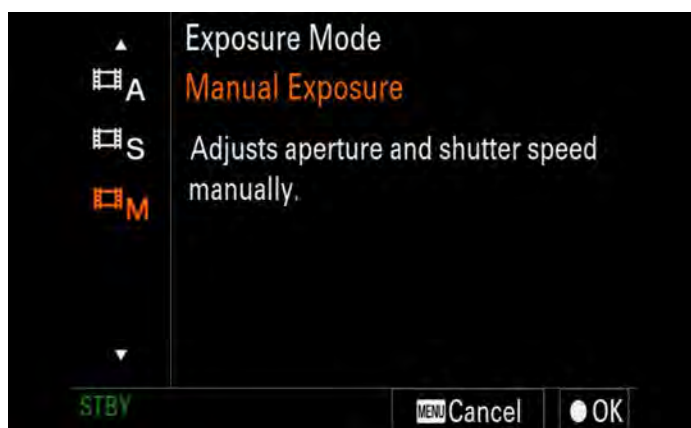 Exposure Mode
A
Manual Exposure
S
Adjusts aperture and shutter speed
M
manually.
STBY
MENU Cancel
OK